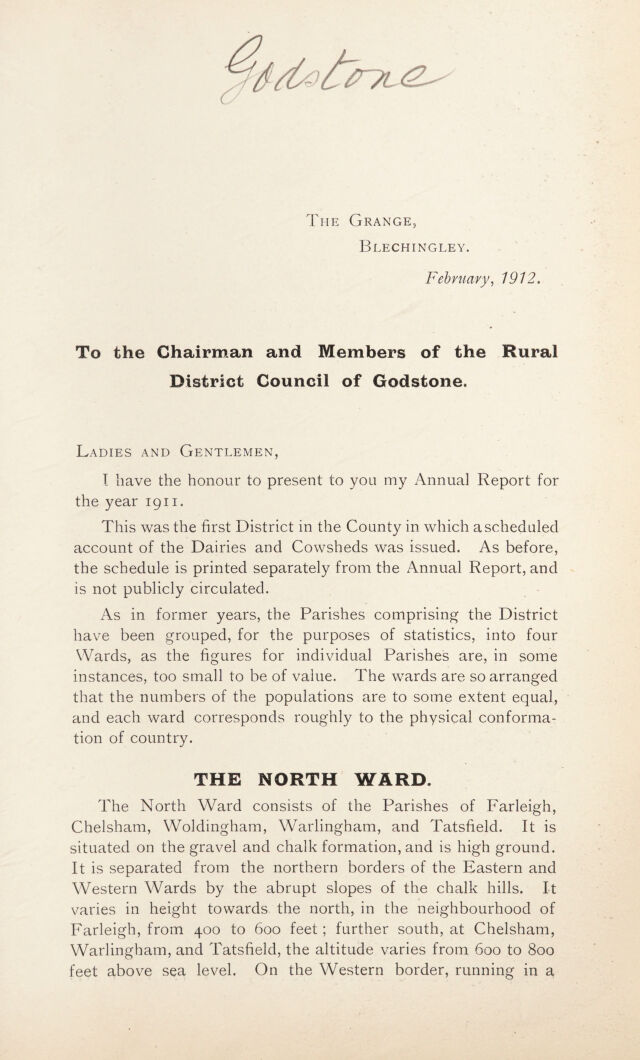 Godstone
The Grange,
Blechingley.
February, 1912.
To the Chairman and Members of the Rural
District Council of Godstone.
Ladies and Gentlemen,
I have the honour to present to you my Annual Report for
the year 1911.
This was the first District in the County in which a scheduled
account of the Dairies and Cowsheds was issued. As before,
the schedule is printed separately from the Annual Report, and
is not publicly circulated.
As in former years, the Parishes comprising the District
have been grouped, for the purposes of statistics, into four
Wards, as the figures for individual Parishes are, in some
instances, too small to be of value. The wards are so arranged
that the numbers of the populations are to some extent equal,
and each ward corresponds roughly to the physical conforma-
tion of country.
THE NORTH WARD.
The North Ward consists of the Parishes of Farleigh,
Chelsham, Woldingham, Warlingham, and Tatsfield. It is
situated on the gravel and chalk formation, and is high ground.
It is separated from the northern borders of the Eastern and
Western Wards by the abrupt slopes of the chalk hills. It
varies in height towards the north, in the neighbourhood of
Farleigh, from 400 to 600 feet; further south, at Chelsham,
Warlingham, and Tatsfield, the altitude varies from 600 to 800
feet above sea level. On the Western border, running in a